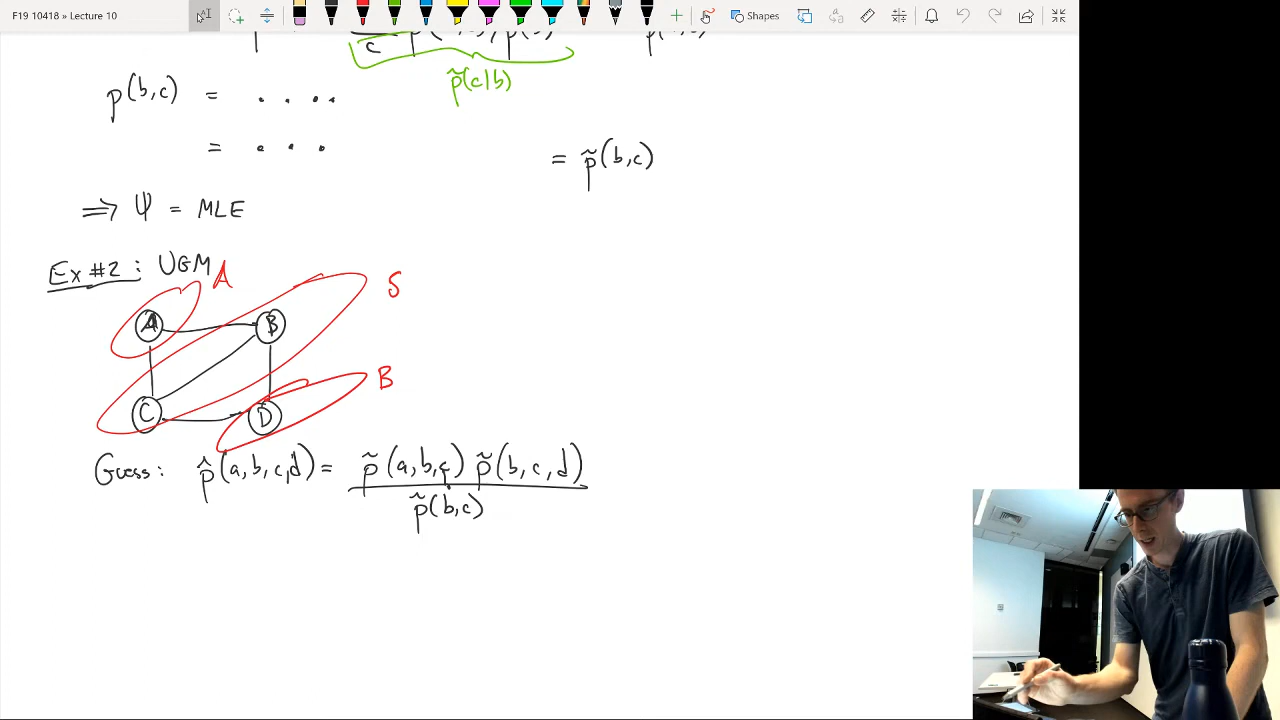 F19 10418 » Lecture 10
Shapes
c
p̃(c|b)
p(b,c) = . . . .
= . . .
= p̃(b,c)
⟹ Ψ = MLE
Ex #2 : UGM
A
S
A
B
B
C
D
Guess: p̂(a,b,c,d) = p̃(a,b,c) p̃(b,c,d)
p̃(b,c)